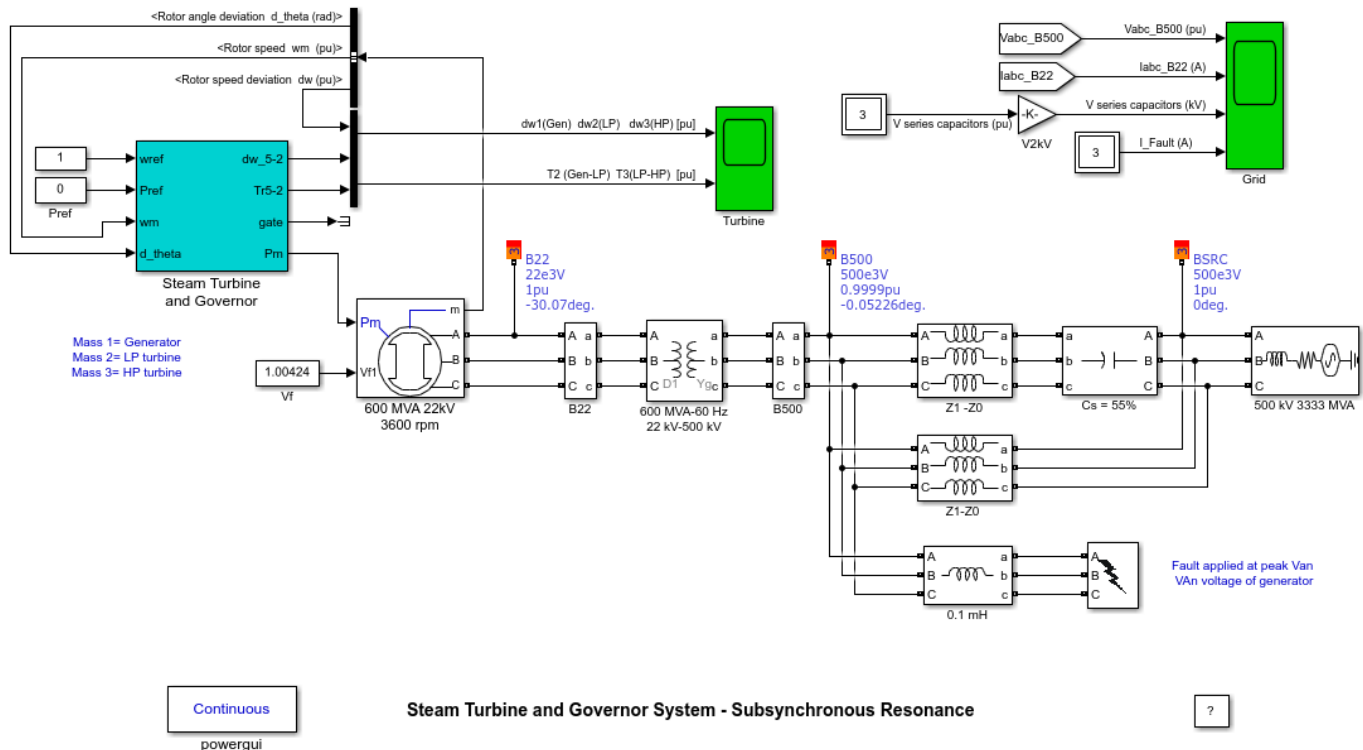 <Rotor angle deviation d_theta (rad)>
<Rotor speed wm (pu)>
<Rotor speed deviation dw (pu)>
1
0
Pref
wref
Pref
wm
d_theta
dw_5-2
Tr5-2
gate
Pm
Steam Turbine
and Governor
dw1(Gen) dw2(LP) dw3(HP) [pu]
T2 (Gen-LP) T3(LP-HP) [pu]
Turbine
Vabc_B500
Iabc_B22
3
V series capacitors (pu)
-K-
V2kV
3
Vabc_B500 (pu)
Iabc_B22 (A)
V series capacitors (kV)
I_Fault (A)
Grid
3
B22
22e3V
1pu
-30.07deg.
3
B500
500e3V
0.9999pu
-0.05226deg.
3
BSRC
500e3V
1pu
0deg.
Mass 1= Generator
Mass 2= LP turbine
Mass 3= HP turbine
1.00424
Vf
Pm
Vf1
m
A
B
C
600 MVA 22kV
3600 rpm
A a
B b
C c
B22
A a
B b
C c
D1 Yg
600 MVA-60 Hz
22 kV-500 kV
A a
B b
C c
B500
A a
B b
C c
Z1 -Z0
a A
b B
c C
Cs = 55%
A
B
C
500 kV 3333 MVA
A a
B b
C c
Z1-Z0
A a
B b
C c
0.1 mH
A
B
C
Fault applied at peak Van
VAn voltage of generator
Continuous
powergui
Steam Turbine and Governor System - Subsynchronous Resonance
?